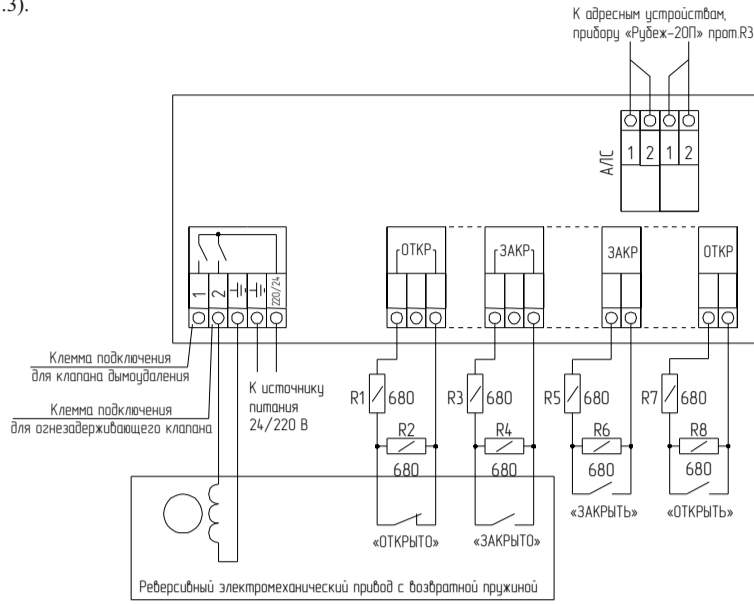 .3).
К адресным устройствам,
прибору «Рубеж-20П» прот.R3
АЛС
1 2 1 2
ОТКР
ЗАКР
ЗАКР
ОТКР
1 2 220/24
Клемма подключения
для клапана дымоудаления
Клемма подключения
для огнезадерживающего клапана
К источнику
питания
24/220 В
R1 680
R3 680
R5 680
R7 680
R2
R4
R6
R8
680
680
680
680
«ОТКРЫТО»
«ЗАКРЫТО»
«ЗАКРЫТЬ»
«ОТКРЫТЬ»
Реверсивный электромеханический привод с возвратной пружиной